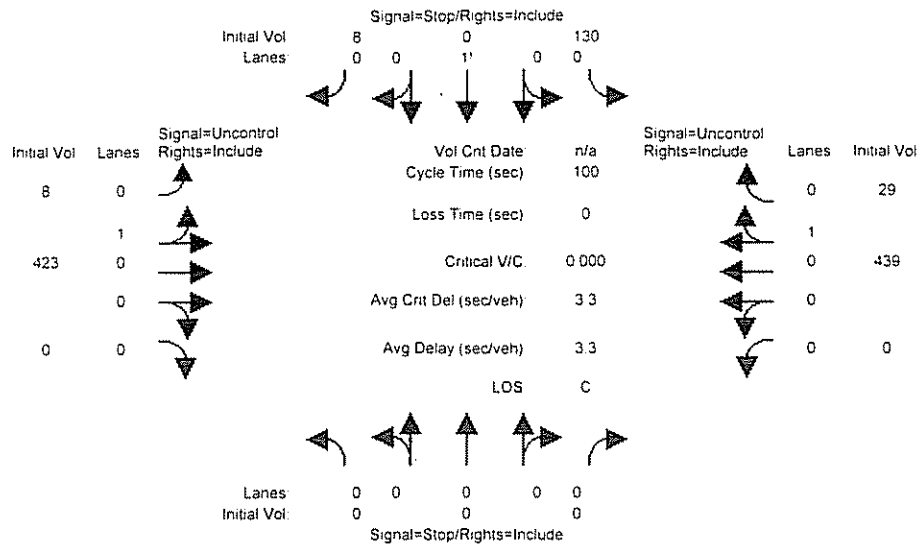 Signal=Stop/Rights=Include
Initial Vol 8 0 130
Lanes: 0 0 1! 0 0
Signal=Uncontrol
Initial Vol Lanes Rights=Include
Vol Cnt Date: n/a
Signal=Uncontrol
Rights=Include Lanes Initial Vol
Cycle Time (sec) 100
8 0 0 29
Loss Time (sec) 0
1 1
423 0 Critical V/C: 0 000 0 439
0 Avg Crit Del (sec/veh) 3 3 0
0 0 Avg Delay (sec/veh) 3.3 0 0
LOS C
Lanes: 0 0 0 0 0
Initial Vol: 0 0 0
Signal=Stop/Rights=Include